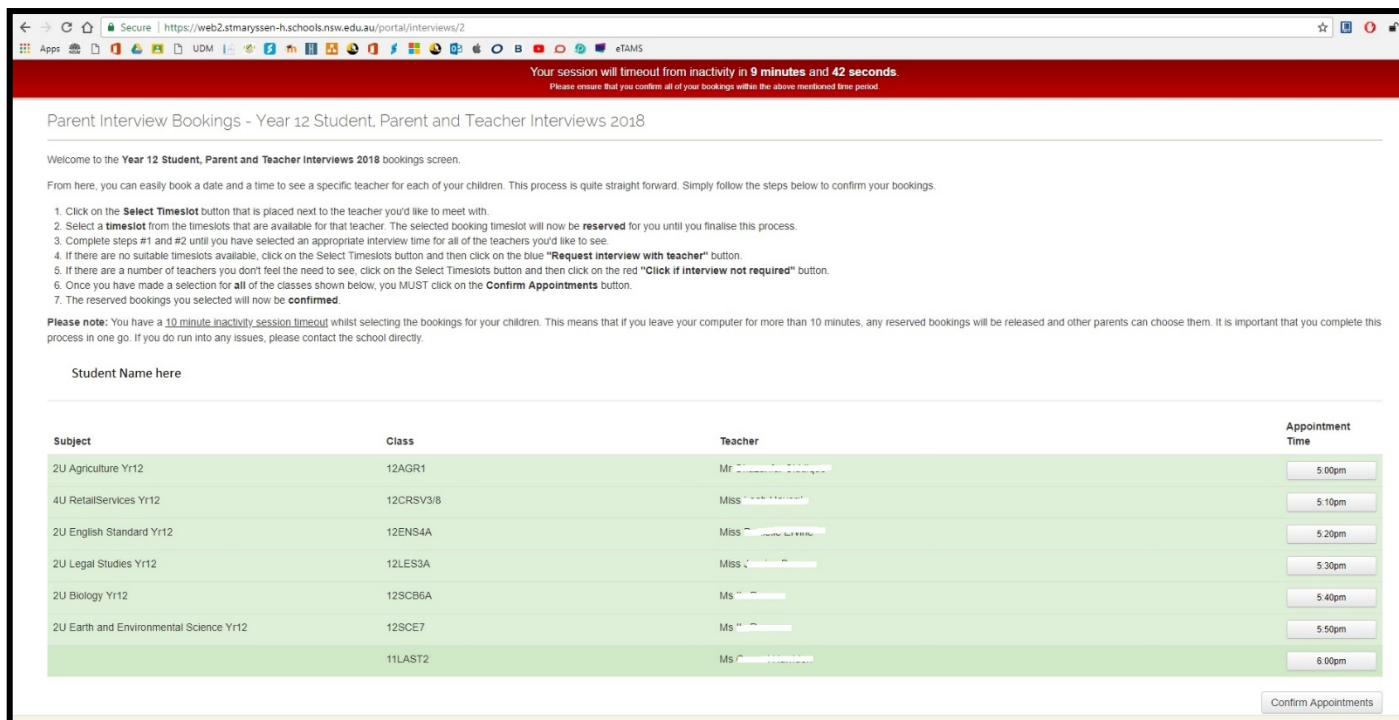 Secure | https://web2.stmaryssen-h.schools.nsw.edu.au/portal/interviews/2
Apps UDM B eTAMS
Your session will timeout from inactivity in 9 minutes and 42 seconds.
Please ensure that you confirm all of your bookings within the above mentioned time period.
Parent Interview Bookings - Year 12 Student, Parent and Teacher Interviews 2018
Welcome to the Year 12 Student, Parent and Teacher Interviews 2018 bookings screen.
From here, you can easily book a date and a time to see a specific teacher for each of your children. This process is quite straight forward. Simply follow the steps below to confirm your bookings.
1. Click on the Select Timeslot button that is placed next to the teacher you'd like to meet with.
2. Select a timeslot from the timeslots that are available for that teacher. The selected booking timeslot will now be reserved for you until you finalise this process.
3. Complete steps #1 and #2 until you have selected an appropriate interview time for all of the teachers you'd like to see.
4. If there are no suitable timeslots available, click on the Select Timeslots button and then click on the blue "Request interview with teacher" button.
5. If there are a number of teachers you don't feel the need to see, click on the Select Timeslots button and then click on the red "Click if interview not required" button.
6. Once you have made a selection for all of the classes shown below, you MUST click on the Confirm Appointments button.
7. The reserved bookings you selected will now be confirmed.
Please note: You have a 10 minute inactivity session timeout whilst selecting the bookings for your children. This means that if you leave your computer for more than 10 minutes, any reserved bookings will be released and other parents can choose them. It is important that you complete this
process in one go. If you do run into any issues, please contact the school directly.
Student Name here
Subject Class Teacher Appointment Time
2U Agriculture Yr12 12AGR1 Mr 5:00pm
4U RetailServices Yr12 12CRSV3/8 Miss 5:10pm
2U English Standard Yr12 12ENS4A Miss 5:20pm
2U Legal Studies Yr12 12LES3A Miss 5:30pm
2U Biology Yr12 12SCB6A Ms 5:40pm
2U Earth and Environmental Science Yr12 12SCE7 Ms 5:50pm
11LAST2 Ms 6:00pm
Confirm Appointments